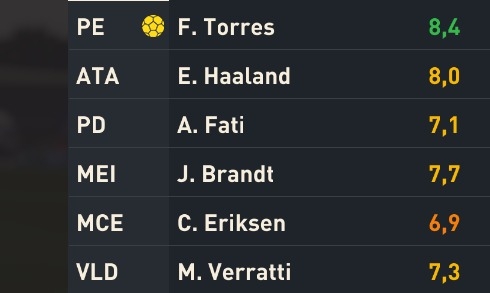 PE F. Torres 8,4
ATA E. Haaland 8,0
PD A. Fati 7,1
MEI J. Brandt 7,7
MCE C. Eriksen 6,9
VLD M. Verratti 7,3